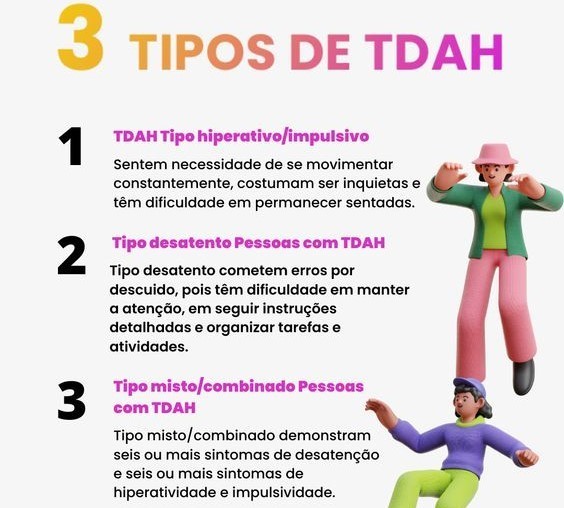 3 TIPOS DE TDAH
1
TDAH Tipo hiperativo/impulsivo
Sentem necessidade de se movimentar
constantemente, costumam ser inquietas e
têm dificuldade em permanecer sentadas.
2
Tipo desatento Pessoas com TDAH
Tipo desatento cometem erros por
descuido, pois têm dificuldade em manter
a atenção, em seguir instruções
detalhadas e organizar tarefas e
atividades.
3
Tipo misto/combinado Pessoas
com TDAH
Tipo misto/combinado demonstram
seis ou mais sintomas de desatenção
e seis ou mais sintomas de
hiperatividade e impulsividade.